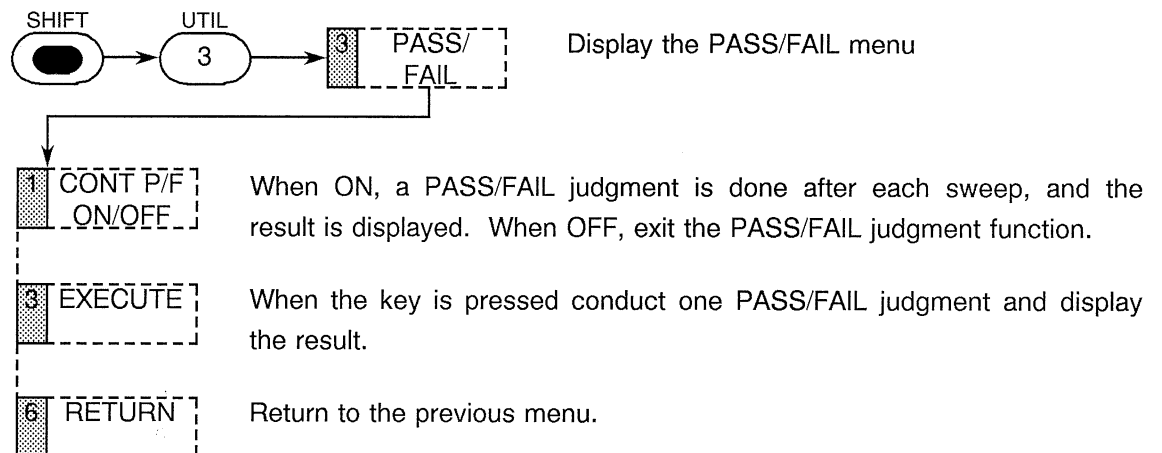 SHIFT UTIL
3 3 PASS/ Display the PASS/FAIL menu
FAIL
1 CONT P/F When ON, a PASS/FAIL judgment is done after each sweep, and the
ON/OFF result is displayed. When OFF, exit the PASS/FAIL judgment function.
3 EXECUTE When the key is pressed conduct one PASS/FAIL judgment and display
the result.
6 RETURN Return to the previous menu.